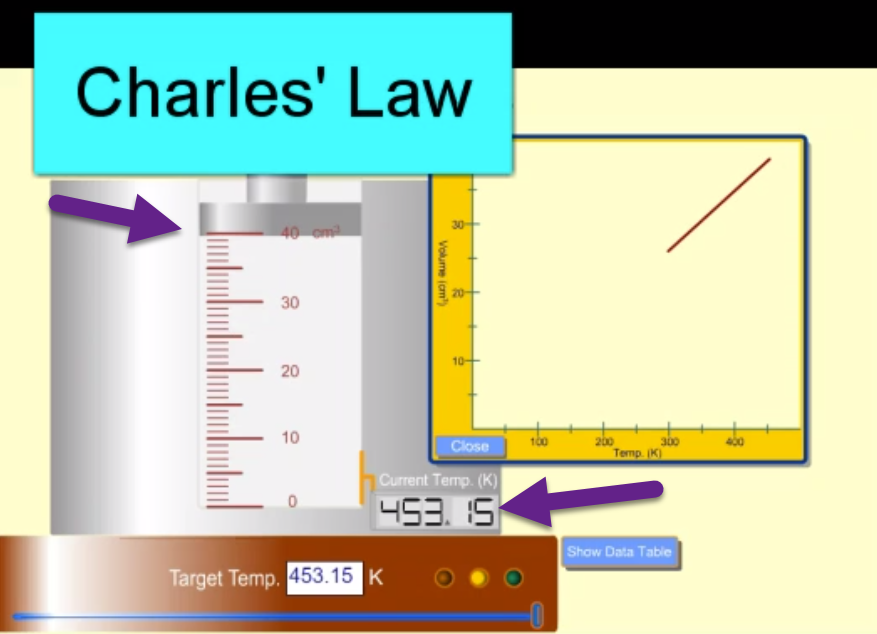 Charles' Law
40 cm³
30
20
10
0
30
20
10
Volume (cm³)
100 200 300 400
Temp. (K)
Close
Current Temp. (K)
453.15
Show Data Table
Target Temp. 453.15 K